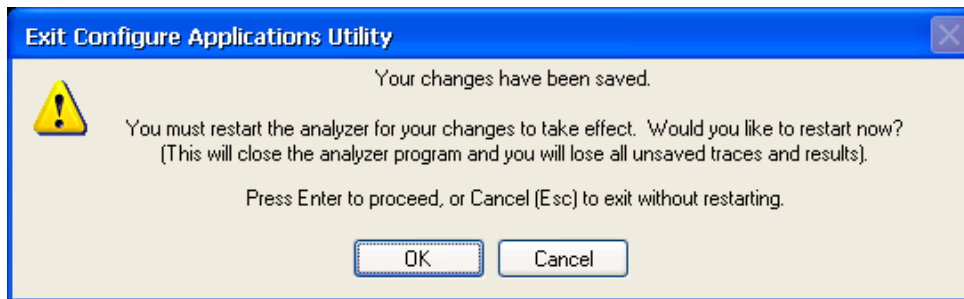 Exit Configure Applications Utility
Your changes have been saved.
You must restart the analyzer for your changes to take effect.  Would you like to restart now?
(This will close the analyzer program and you will lose all unsaved traces and results).
Press Enter to proceed, or Cancel (Esc) to exit without restarting.
OK
Cancel